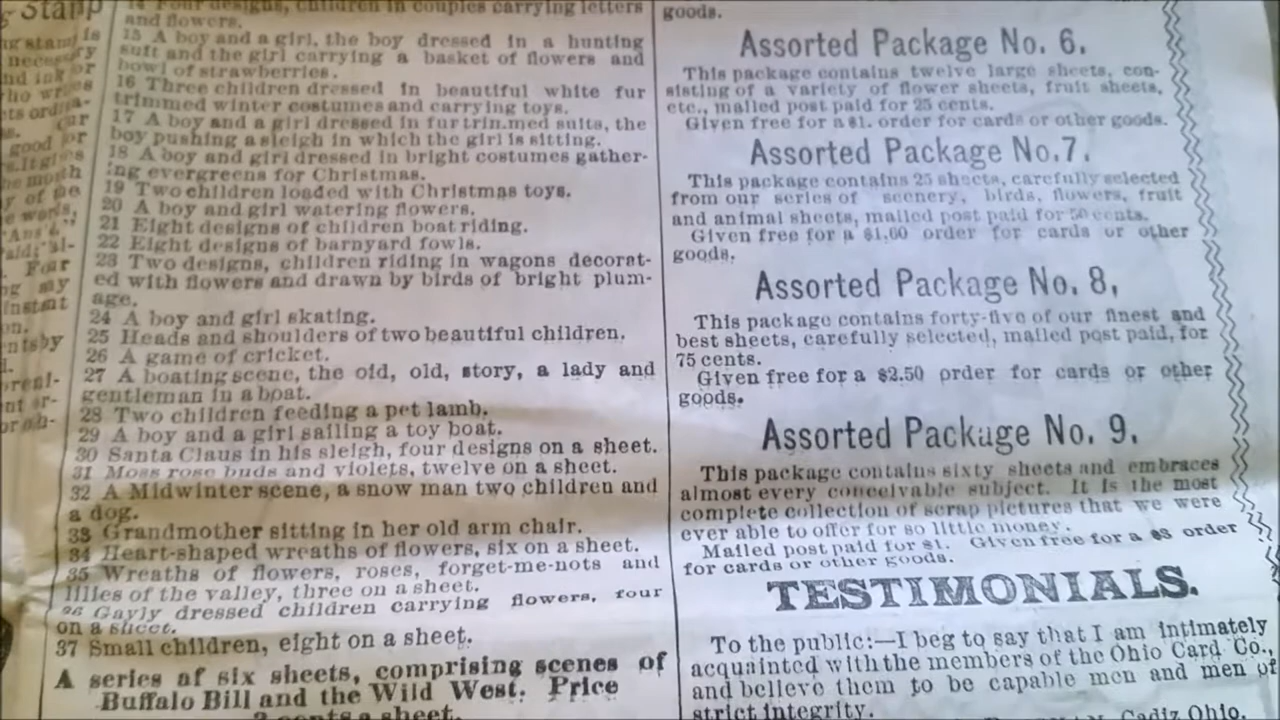 Stamp
14 Four designs, children in couples carrying letters
and flowers.
15 A boy and a girl, the boy dressed in a hunting
suit and the girl carrying a basket of flowers and
bowl of strawberries.
16 Three children dressed in beautiful white fur
trimmed winter costumes and carrying toys.
17 A boy and a girl dressed in fur trimmed suits, the
boy pushing a sleigh in which the girl is sitting.
18 A boy and girl dressed in bright costumes gather-
ing evergreens for Christmas.
19 Two children loaded with Christmas toys.
20 A boy and girl watering flowers.
21 Eight designs of children boat riding.
22 Eight designs of barnyard fowls.
23 Two designs, children riding in wagons decorat-
ed with flowers and drawn by birds of bright plum-
age.
24 A boy and girl skating.
25 Heads and shoulders of two beautiful children.
26 A game of cricket.
27 A boating scene, the old, old, story, a lady and
gentleman in a boat.
28 Two children feeding a pet lamb.
29 A boy and a girl sailing a toy boat.
30 Santa Claus in his sleigh, four designs on a sheet.
31 Moss rose buds and violets, twelve on a sheet.
32 A Midwinter scene, a snow man two children and
a dog.
33 Grandmother sitting in her old arm chair.
34 Heart-shaped wreaths of flowers, six on a sheet.
35 Wreaths of flowers, roses, forget-me-nots and
lilies of the valley, three on a sheet.
36 Gayly dressed children carrying flowers, four
on a sheet.
37 Small children, eight on a sheet.
A series of six sheets, comprising scenes of
Buffalo Bill and the Wild West. Price
cents a sheet.
goods.
Assorted Package No. 6.
This package contains twelve large sheets, con-
sisting of a variety of flower sheets, fruit sheets,
etc., mailed post paid for 25 cents.
Given free for a $1. order for cards or other goods.
Assorted Package No.7.
This package contains 25 sheets, carefully selected
from our series of scenery, birds, flowers, fruit
and animal sheets, mailed post paid for 50 cents.
Given free for a $1,60 order for cards or other
goods.
Assorted Package No. 8,
This package contains forty-five of our finest and
best sheets, carefully selected, mailed post paid, for
75 cents.
Given free for a $2.50 order for cards or other
goods.
Assorted Package No. 9.
This package contains sixty sheets and embraces
almost every conceivable subject. It is the most
complete collection of scrap pictures that we were
ever able to offer for so little money.
Mailed post paid for $1. Given free for a $3 order
for cards or other goods.
TESTIMONIALS.
To the public:—I beg to say that I am intimately
acquainted with the members of the Ohio Card Co.,
and believe them to be capable men and men of
strict integrity.
Cadiz, Ohio.